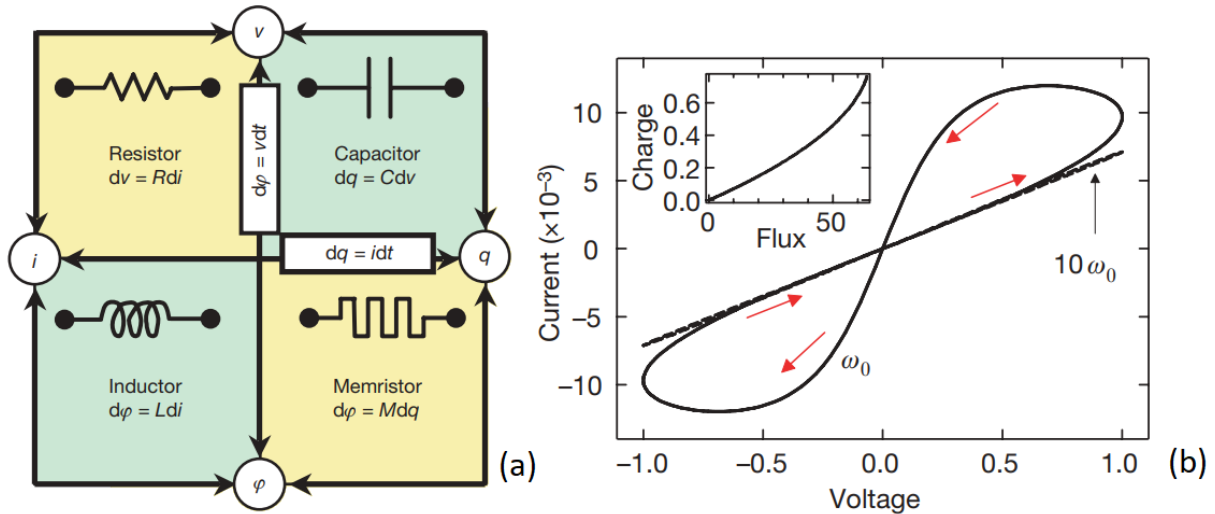 v
Resistor
dv = Rdi
Capacitor
dq = Cdv
dφ = vdt
i
dq = idt
q
Inductor
dφ = Ldi
Memristor
dφ = Mdq
φ
(a)
Current (×10⁻³)
10
5
0
−5
−10
Charge
0.6
0.4
0.2
0.0
0
50
Flux
10 ω₀
ω₀
−1.0
−0.5
0.0
0.5
1.0
Voltage
(b)